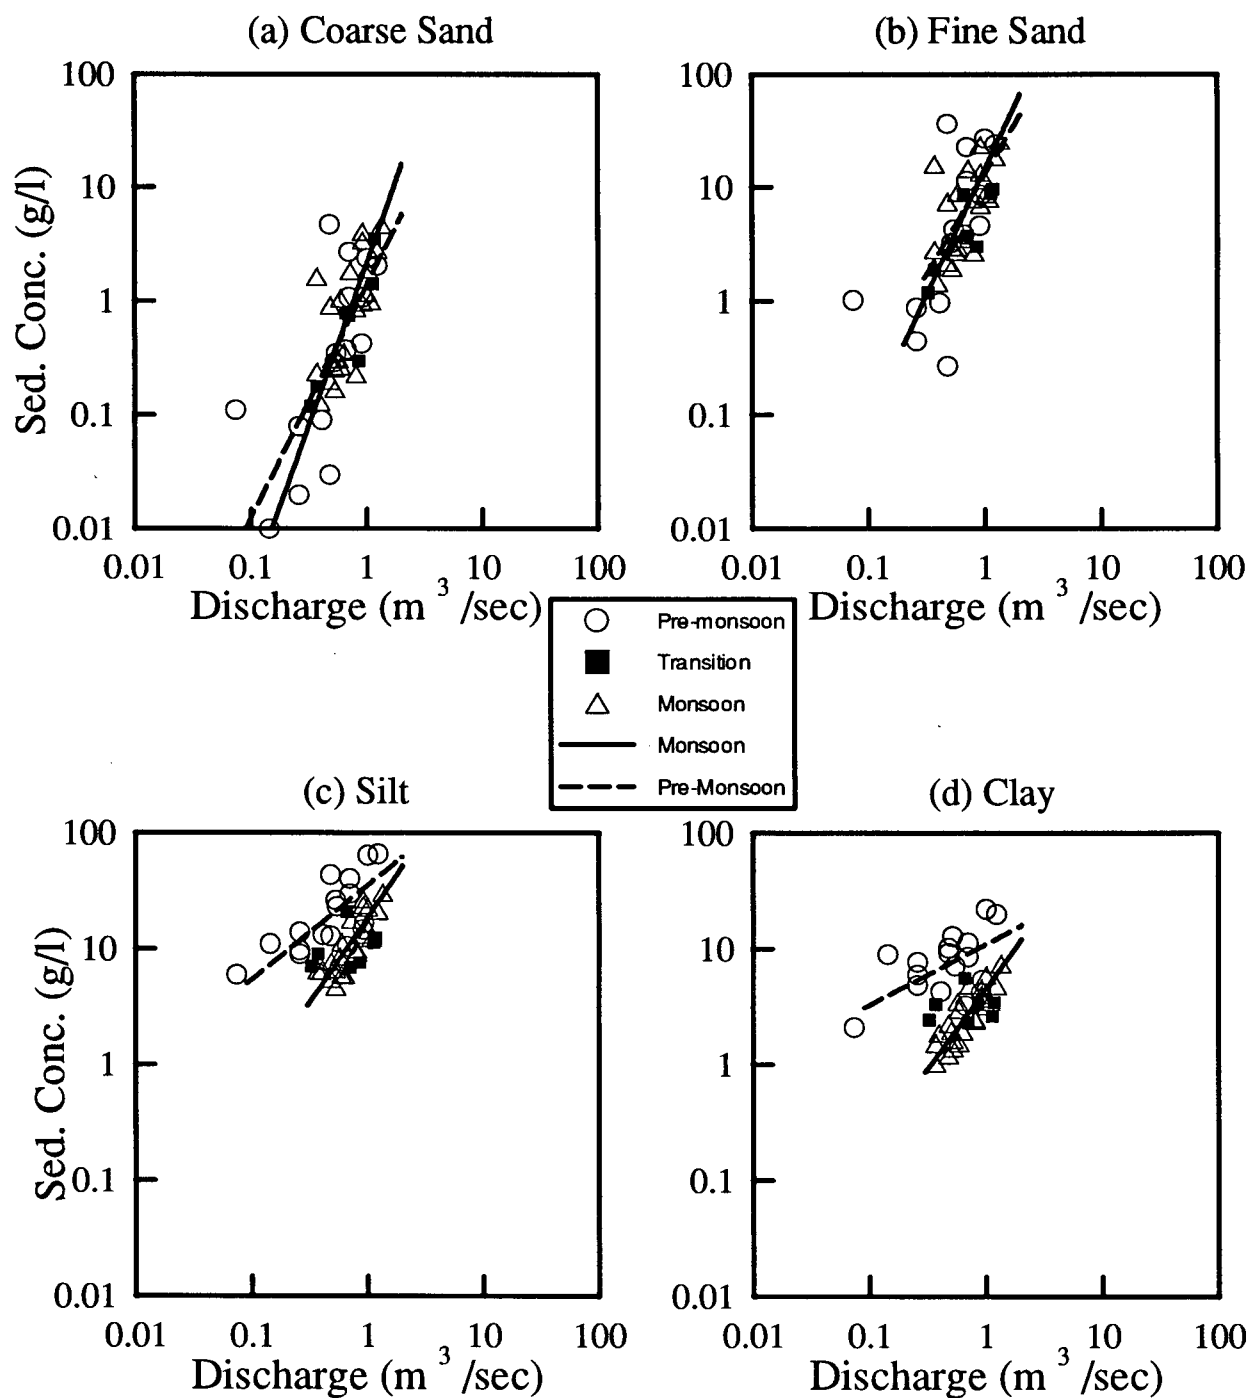 (a) Coarse Sand
(b) Fine Sand
100
10
1
0.1
0.01
Sed. Conc. (g/l)
0.01 0.1 1 10 100
Discharge (m 3 /sec)
100
10
1
0.1
0.01
0.01 0.1 1 10 100
Discharge (m 3 /sec)
Pre-monsoon
Transition
Monsoon
Monsoon
Pre-Monsoon
(c) Silt
(d) Clay
100
10
1
0.1
0.01
Sed. Conc. (g/l)
0.01 0.1 1 10 100
Discharge (m 3 /sec)
100
10
1
0.1
0.01
0.01 0.1 1 10 100
Discharge (m 3 /sec)